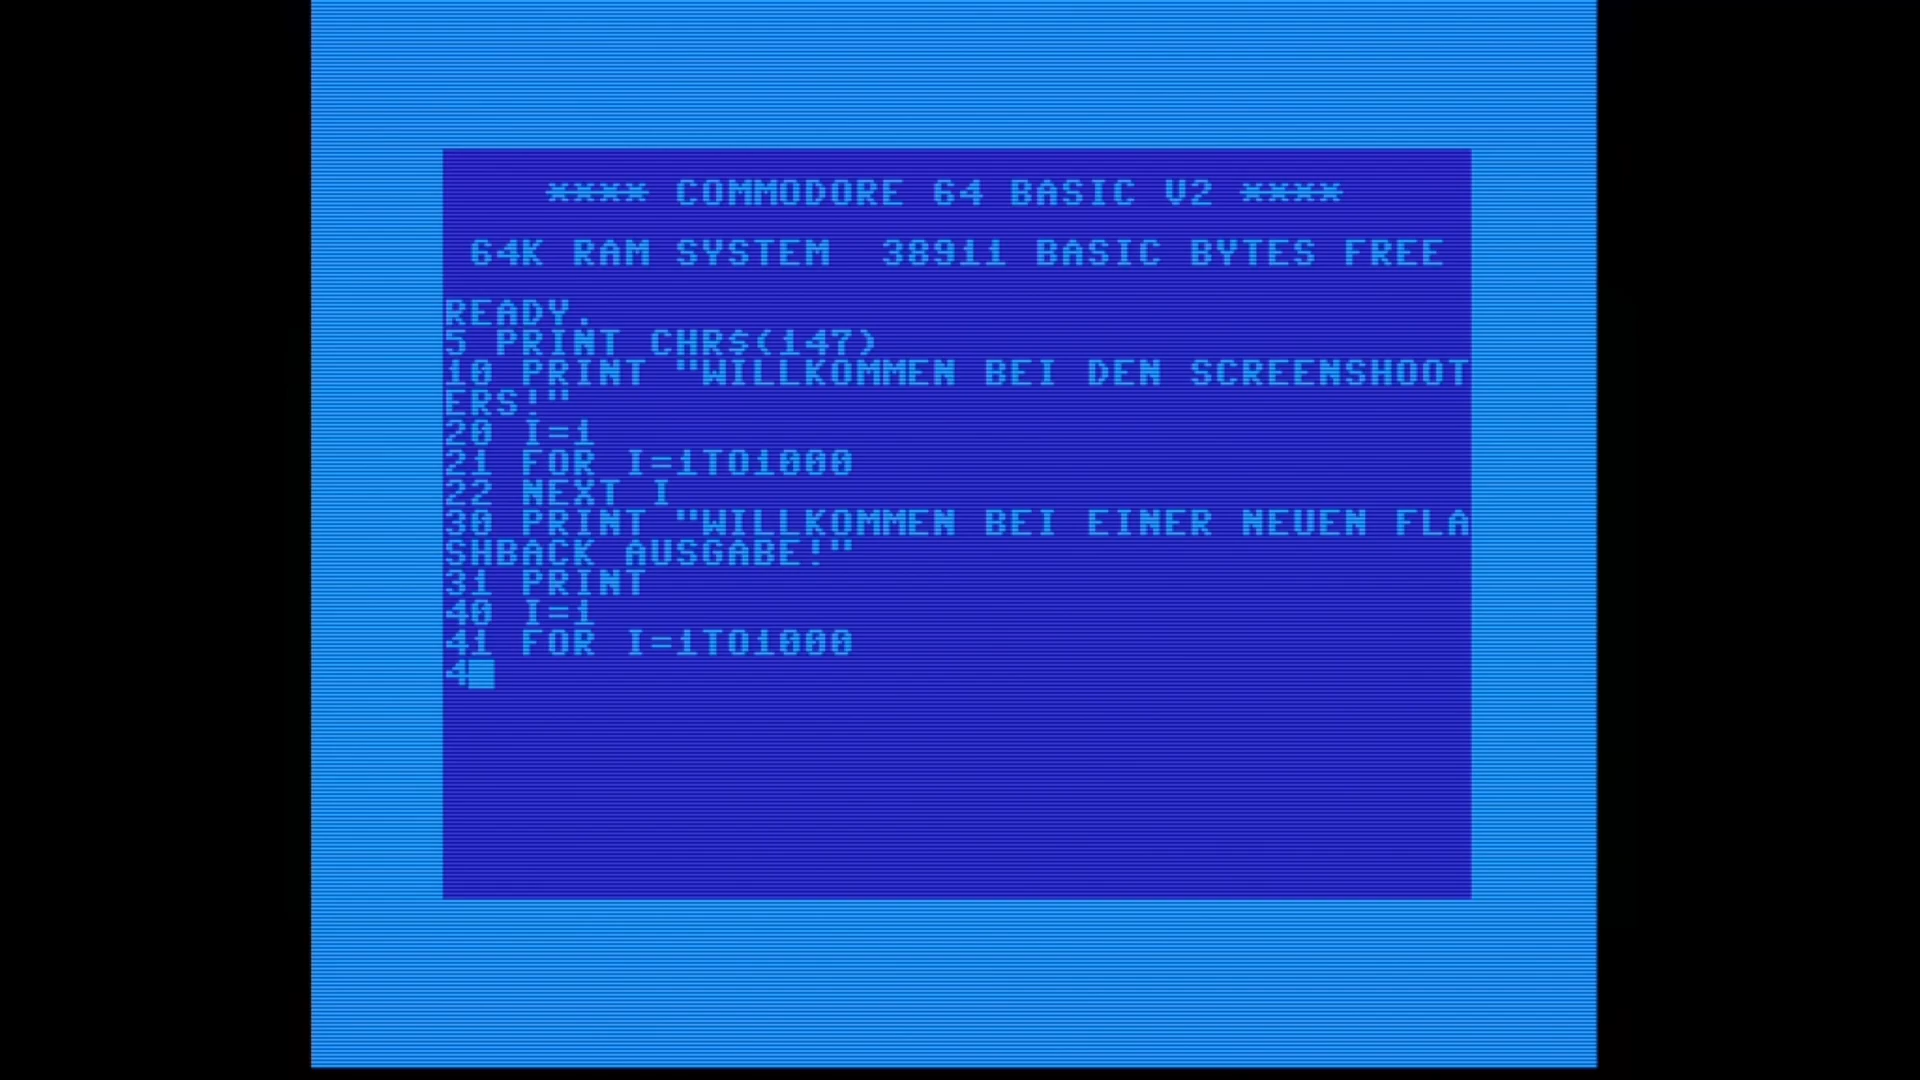 **** COMMODORE 64 BASIC V2 ****
64K RAM SYSTEM  38911 BASIC BYTES FREE
READY.
5 PRINT CHR$(147)
10 PRINT "WILLKOMMEN BEI DEN SCREENSHOOT
ERS!"
20 I=1
21 FOR I=1TO1000
22 NEXT I
30 PRINT "WILLKOMMEN BEI EINER NEUEN FLA
SHBACK AUSGABE!"
31 PRINT
40 I=1
41 FOR I=1TO1000
4